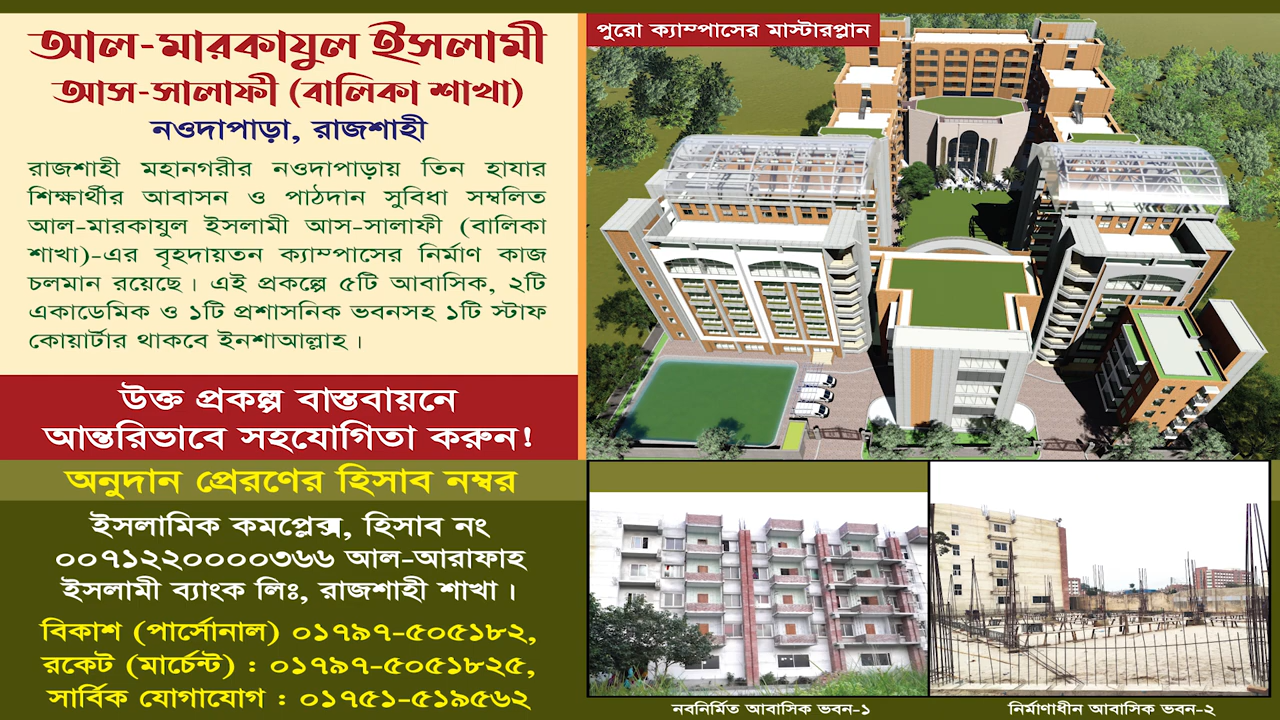 আল-মারকাযুল ইসলামী
আস-সালাফী (বালিকা শাখা)
নওদাপাড়া, রাজশাহী
রাজশাহী মহানগরীর নওদাপাড়ায় তিন হাযার
শিক্ষার্থীর আবাসন ও পাঠদান সুবিধা সম্বলিত
আল-মারকাযুল ইসলামী আস-সালাফী (বালিকা
শাখা)-এর বৃহদায়তন ক্যাম্পাসের নির্মাণ কাজ
চলমান রয়েছে। এই প্রকল্পে ৫টি আবাসিক, ২টি
একাডেমিক ও ১টি প্রশাসনিক ভবনসহ ১টি স্টাফ
কোয়ার্টার থাকবে ইনশাআল্লাহ।
উক্ত প্রকল্প বাস্তবায়নে
আন্তরিভাবে সহযোগিতা করুন!
অনুদান প্রেরণের হিসাব নম্বর
ইসলামিক কমপ্লেক্স, হিসাব নং
০০৭১২২০০০০৩৬৬ আল-আরাফাহ
ইসলামী ব্যাংক লিঃ, রাজশাহী শাখা।
বিকাশ (পার্সোনাল) ০১৭৯৭-৫০৫১৮২,
রকেট (মার্চেন্ট) : ০১৭৯৭-৫০৫১৮২৫,
সার্বিক যোগাযোগ : ০১৭৫১-৫১৯৫৬২
পুরো ক্যাম্পাসের মাস্টারপ্লান
নবনির্মিত আবাসিক ভবন-১
নির্মাণাধীন আবাসিক ভবন-২